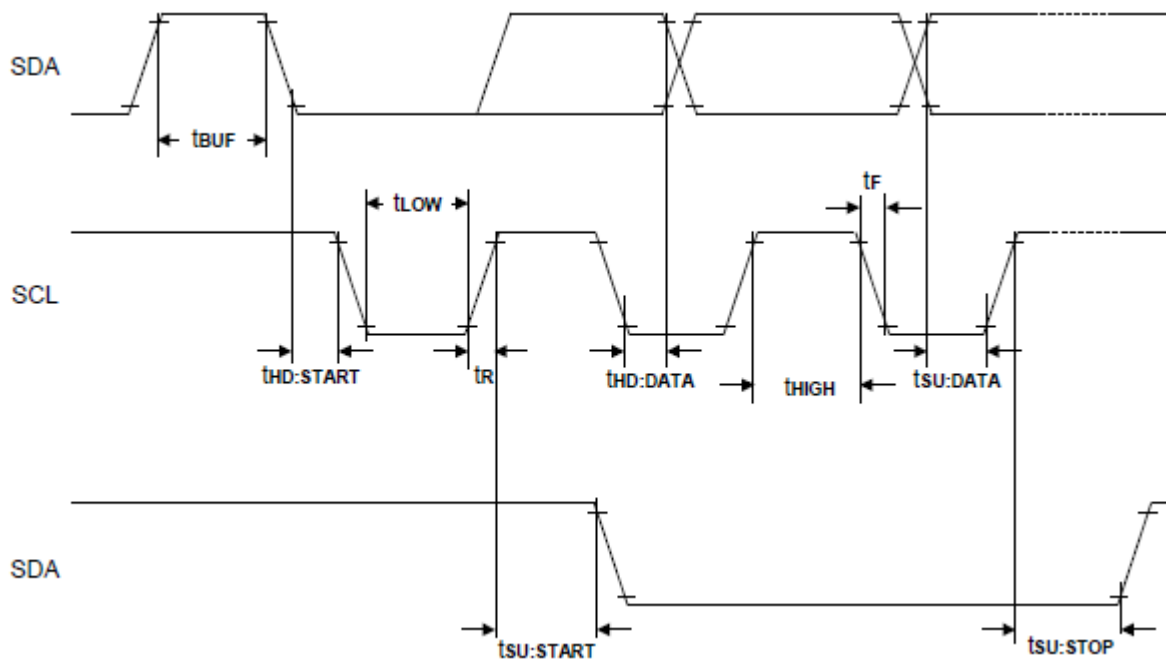 SDA
tBUF
tF
tLOW
SCL
tHD:START
tR
tHD:DATA
tHIGH
tSU:DATA
SDA
tSU:START
tSU:STOP